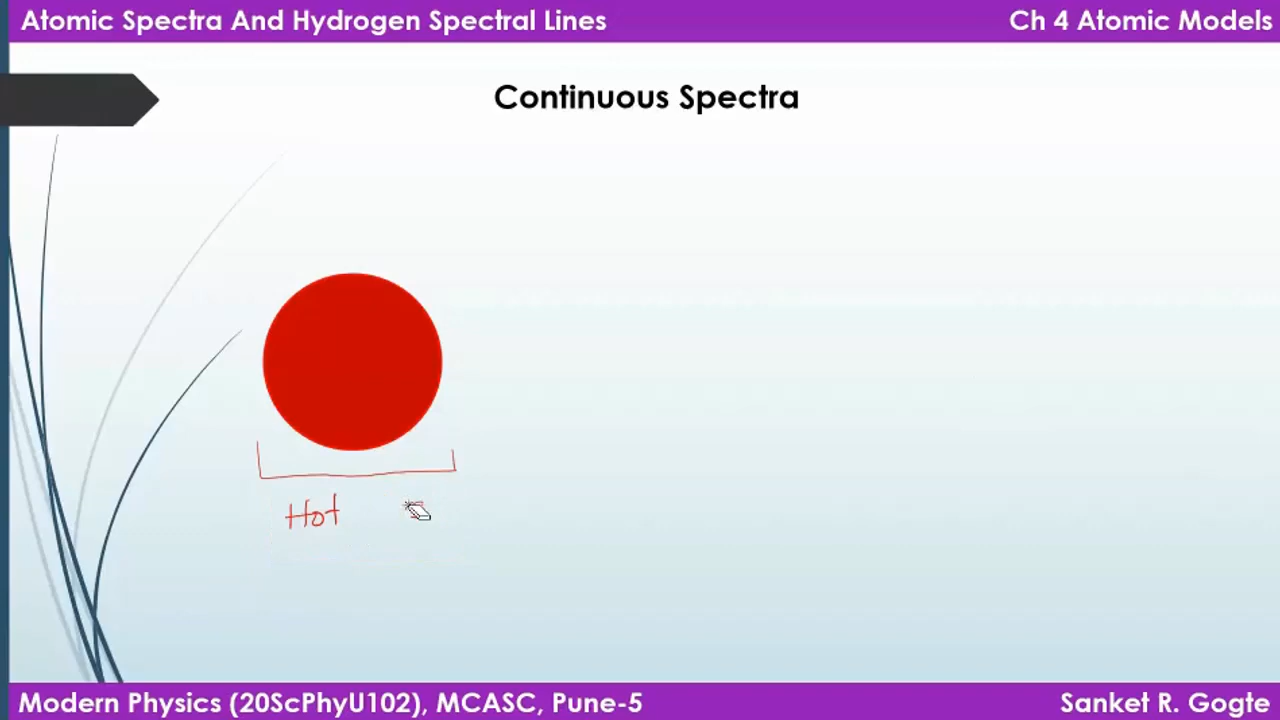 Atomic Spectra And Hydrogen Spectral Lines
Ch 4 Atomic Models
Continuous Spectra
Hot
Modern Physics (20ScPhyU102), MCASC, Pune-5
Sanket R. Gogte